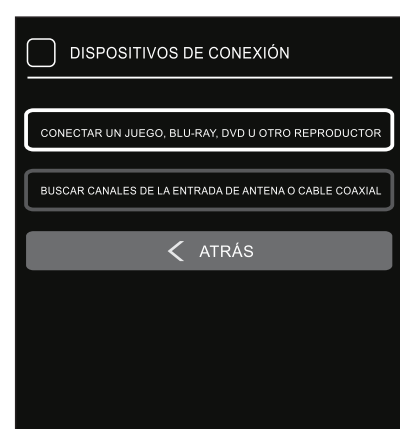 DISPOSITIVOS DE CONEXIÓN
CONECTAR UN JUEGO, BLU-RAY, DVD U OTRO REPRODUCTOR
BUSCAR CANALES DE LA ENTRADA DE ANTENA O CABLE COAXIAL
ATRÁS